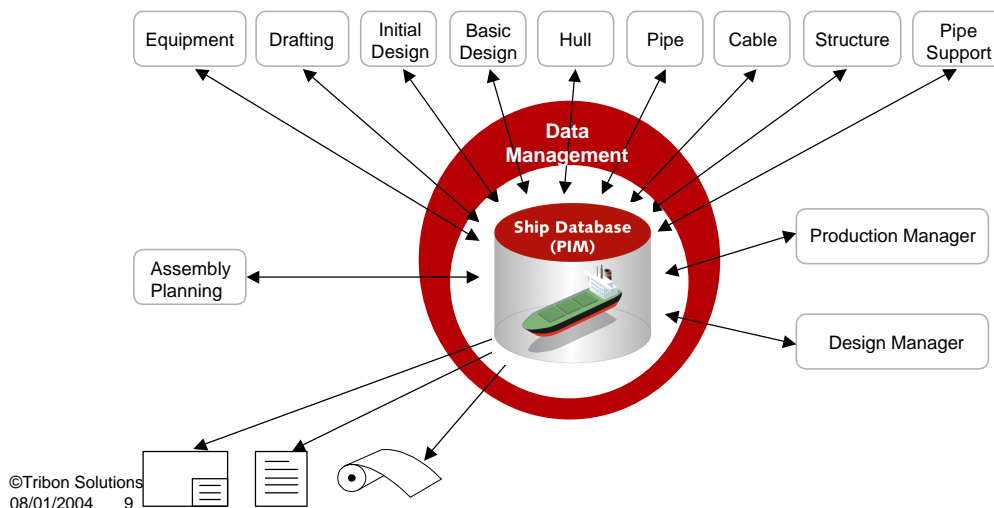 Equipment
Drafting
Initial
Design
Basic
Design
Hull
Pipe
Cable
Structure
Pipe
Support
Data
Management
Ship Database
(PIM)
Production Manager
Assembly
Planning
Design Manager
©Tribon Solutions
08/01/2004 9